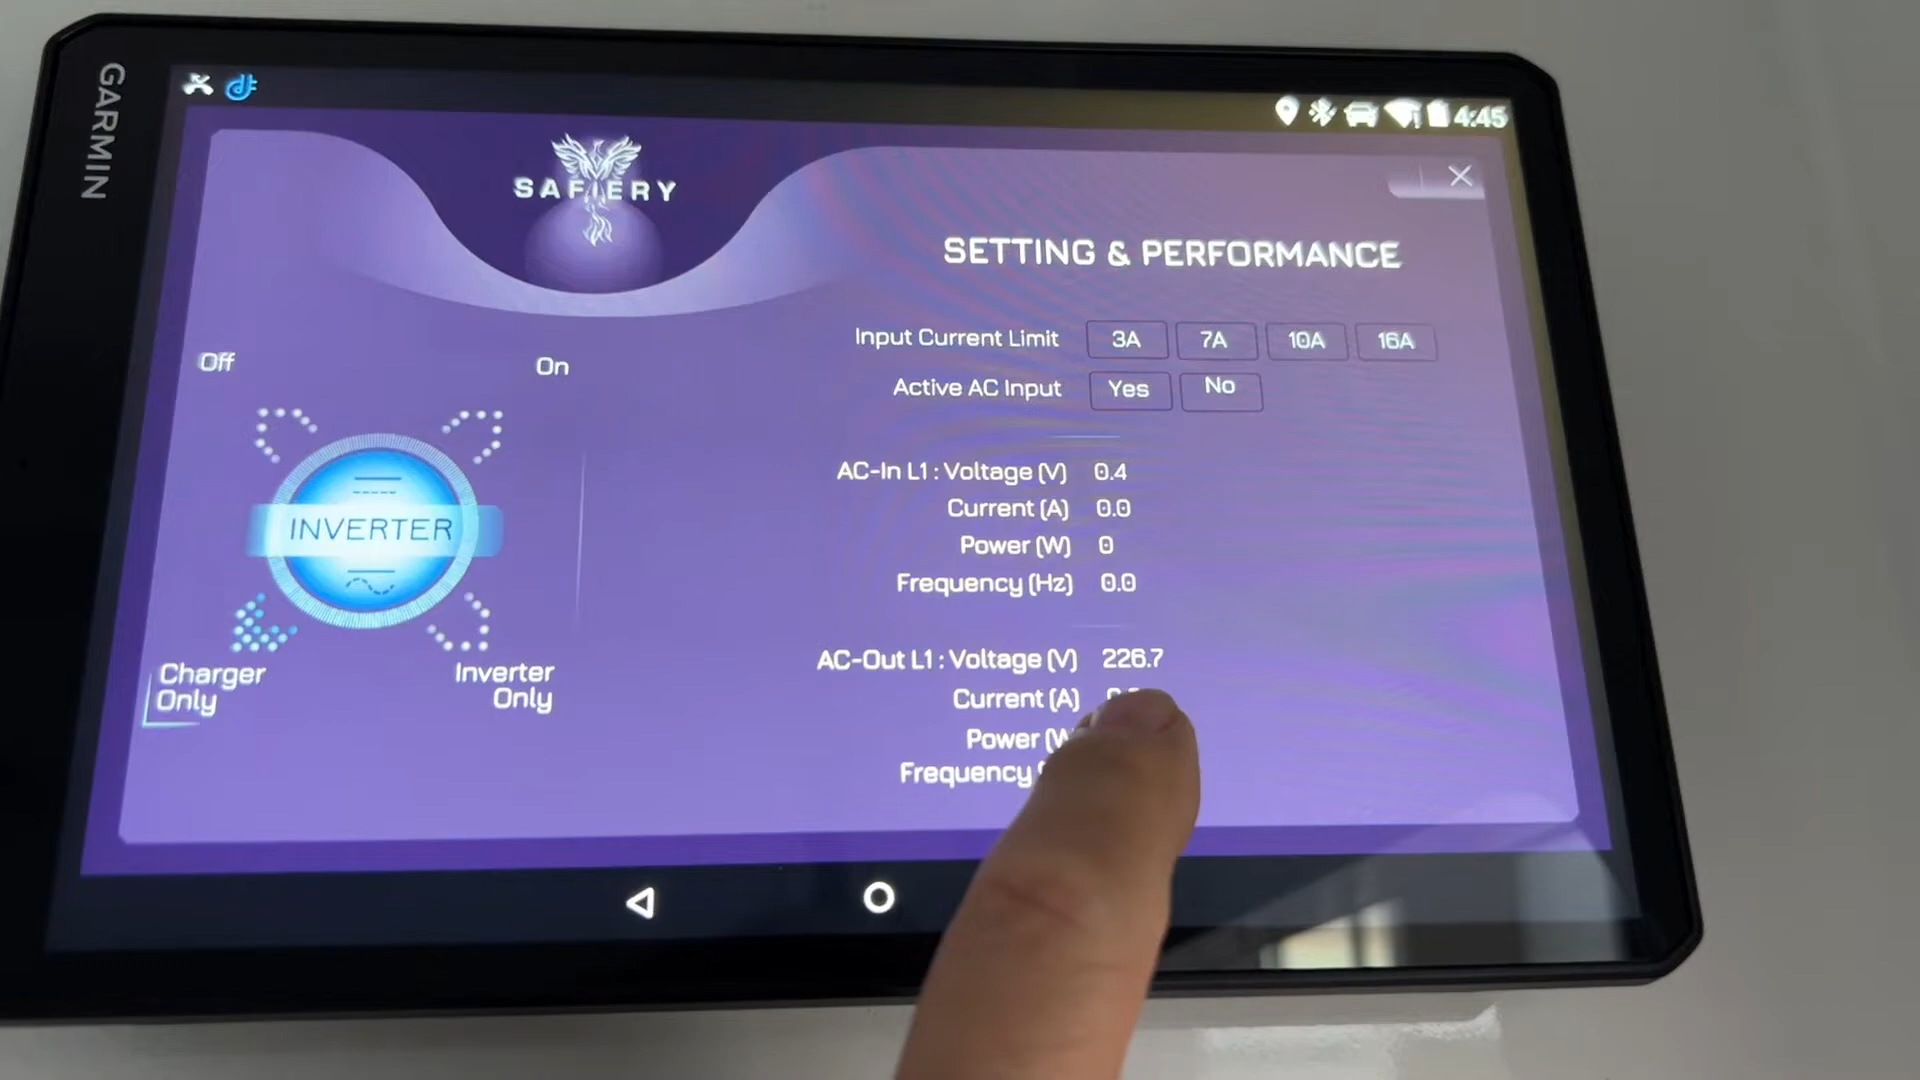 GARMIN
4:45
SAFIERY
SETTING & PERFORMANCE
Input Current Limit 3A 7A 10A 16A
Active AC Input Yes No
Off On
INVERTER
Charger Only
Inverter Only
AC-In L1 : Voltage (V) 0.4
Current (A) 0.0
Power (W) 0
Frequency (Hz) 0.0
AC-Out L1 : Voltage (V) 226.7
Current (A)
Power (W
Frequency